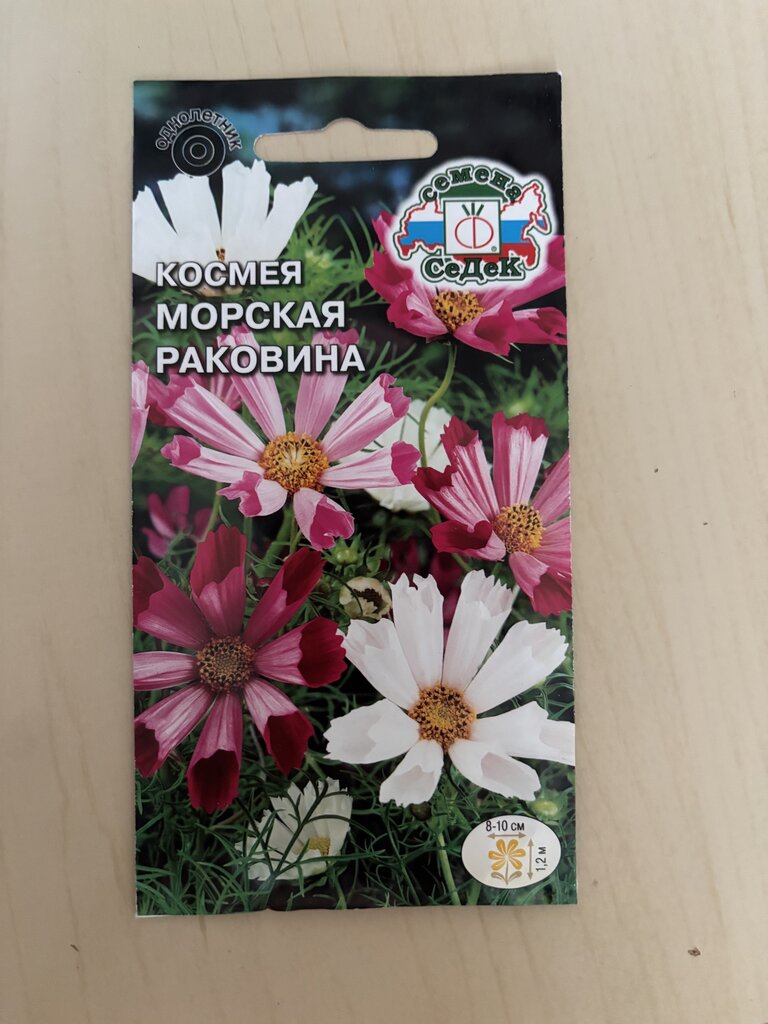 однолетник
семена
СеДеК
®
КОСМЕЯ
МОРСКАЯ
РАКОВИНА
8-10 см
1,2 м